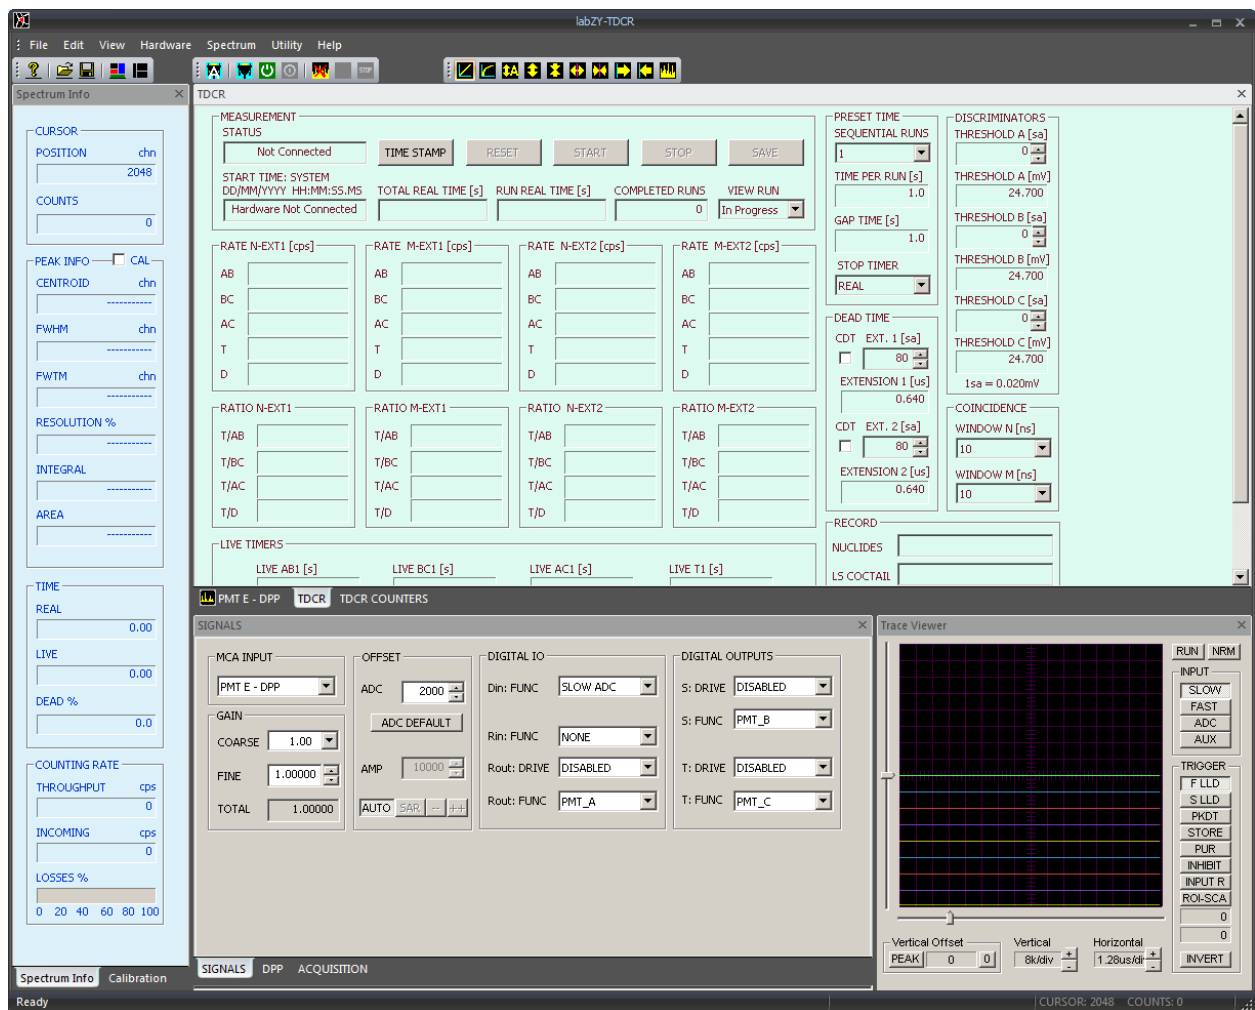 labZY-TDCR
File Edit View Hardware Spectrum Utility Help
STOP
Spectrum Info
CURSOR
POSITION chn
2048
COUNTS
0
PEAK INFO CAL
CENTROID chn
-----------
FWHM chn
-----------
FWTM chn
-----------
RESOLUTION %
-----------
INTEGRAL
-----------
AREA
-----------
TIME
REAL
0.00
LIVE
0.00
DEAD %
0.0
COUNTING RATE
THROUGHPUT cps
0
INCOMING cps
0
LOSSES %
0 20 40 60 80 100
Spectrum Info Calibration
TDCR
MEASUREMENT
STATUS
Not Connected TIME STAMP RESET START STOP SAVE
START TIME: SYSTEM
DD/MM/YYYY HH:MM:SS.MS TOTAL REAL TIME [s] RUN REAL TIME [s] COMPLETED RUNS VIEW RUN
Hardware Not Connected 0 In Progress
RATE N-EXT1 [cps] RATE M-EXT1 [cps] RATE N-EXT2 [cps] RATE M-EXT2 [cps]
AB AB AB AB
BC BC BC BC
AC AC AC AC
T T T T
D D D D
RATIO N-EXT1 RATIO M-EXT1 RATIO N-EXT2 RATIO M-EXT2
T/AB T/AB T/AB T/AB
T/BC T/BC T/BC T/BC
T/AC T/AC T/AC T/AC
T/D T/D T/D T/D
LIVE TIMERS
LIVE AB1 [s] LIVE BC1 [s] LIVE AC1 [s] LIVE T1 [s]
PRESET TIME
SEQUENTIAL RUNS
1
TIME PER RUN [s]
1.0
GAP TIME [s]
1.0
STOP TIMER
REAL
DEAD TIME
CDT EXT. 1 [sa]
80
EXTENSION 1 [us]
0.640
CDT EXT. 2 [sa]
80
EXTENSION 2 [us]
0.640
DISCRIMINATORS
THRESHOLD A [sa]
0
THRESHOLD A [mV]
24.700
THRESHOLD B [sa]
0
THRESHOLD B [mV]
24.700
THRESHOLD C [sa]
0
THRESHOLD C [mV]
24.700
1sa = 0.020mV
COINCIDENCE
WINDOW N [ns]
10
WINDOW M [ns]
10
RECORD
NUCLIDES
LS COCTAIL
PMT E - DPP TDCR TDCR COUNTERS
SIGNALS
MCA INPUT
PMT E - DPP
GAIN
COARSE 1.00
FINE 1.00000
TOTAL 1.00000
OFFSET
ADC 2000
ADC DEFAULT
AMP 10000
AUTO SAR -- ++
DIGITAL IO
Din: FUNC SLOW ADC
Rin: FUNC NONE
Rout: DRIVE DISABLED
Rout: FUNC PMT_A
DIGITAL OUTPUTS
S: DRIVE DISABLED
S: FUNC PMT_B
T: DRIVE DISABLED
T: FUNC PMT_C
SIGNALS DPP ACQUISITION
Trace Viewer
RUN NRM
INPUT
SLOW
FAST
ADC
AUX
TRIGGER
F LLD
S LLD
PKDT
STORE
PUR
INHIBIT
INPUT R
ROI-SCA
0
0
INVERT
Vertical Offset Vertical Horizontal
PEAK 0 0 8k/div + - 1.28us/di + -
Ready CURSOR: 2048 COUNTS: 0